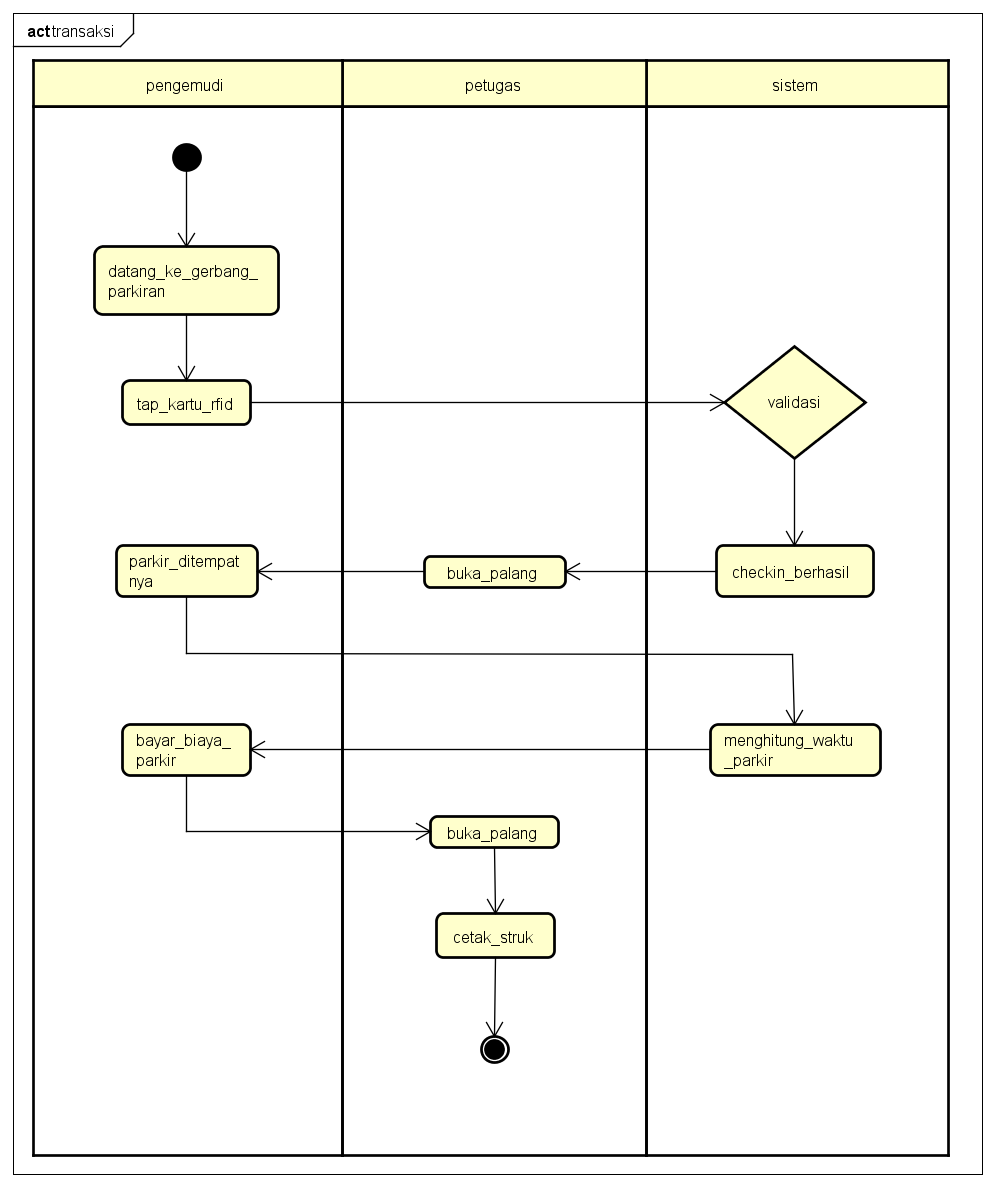 act transaksi
pengemudi
petugas
sistem
datang_ke_gerbang_
parkiran
tap_kartu_rfid
validasi
parkir_ditempat
nya
buka_palang
checkin_berhasil
bayar_biaya_
parkir
menghitung_waktu
_parkir
buka_palang
cetak_struk